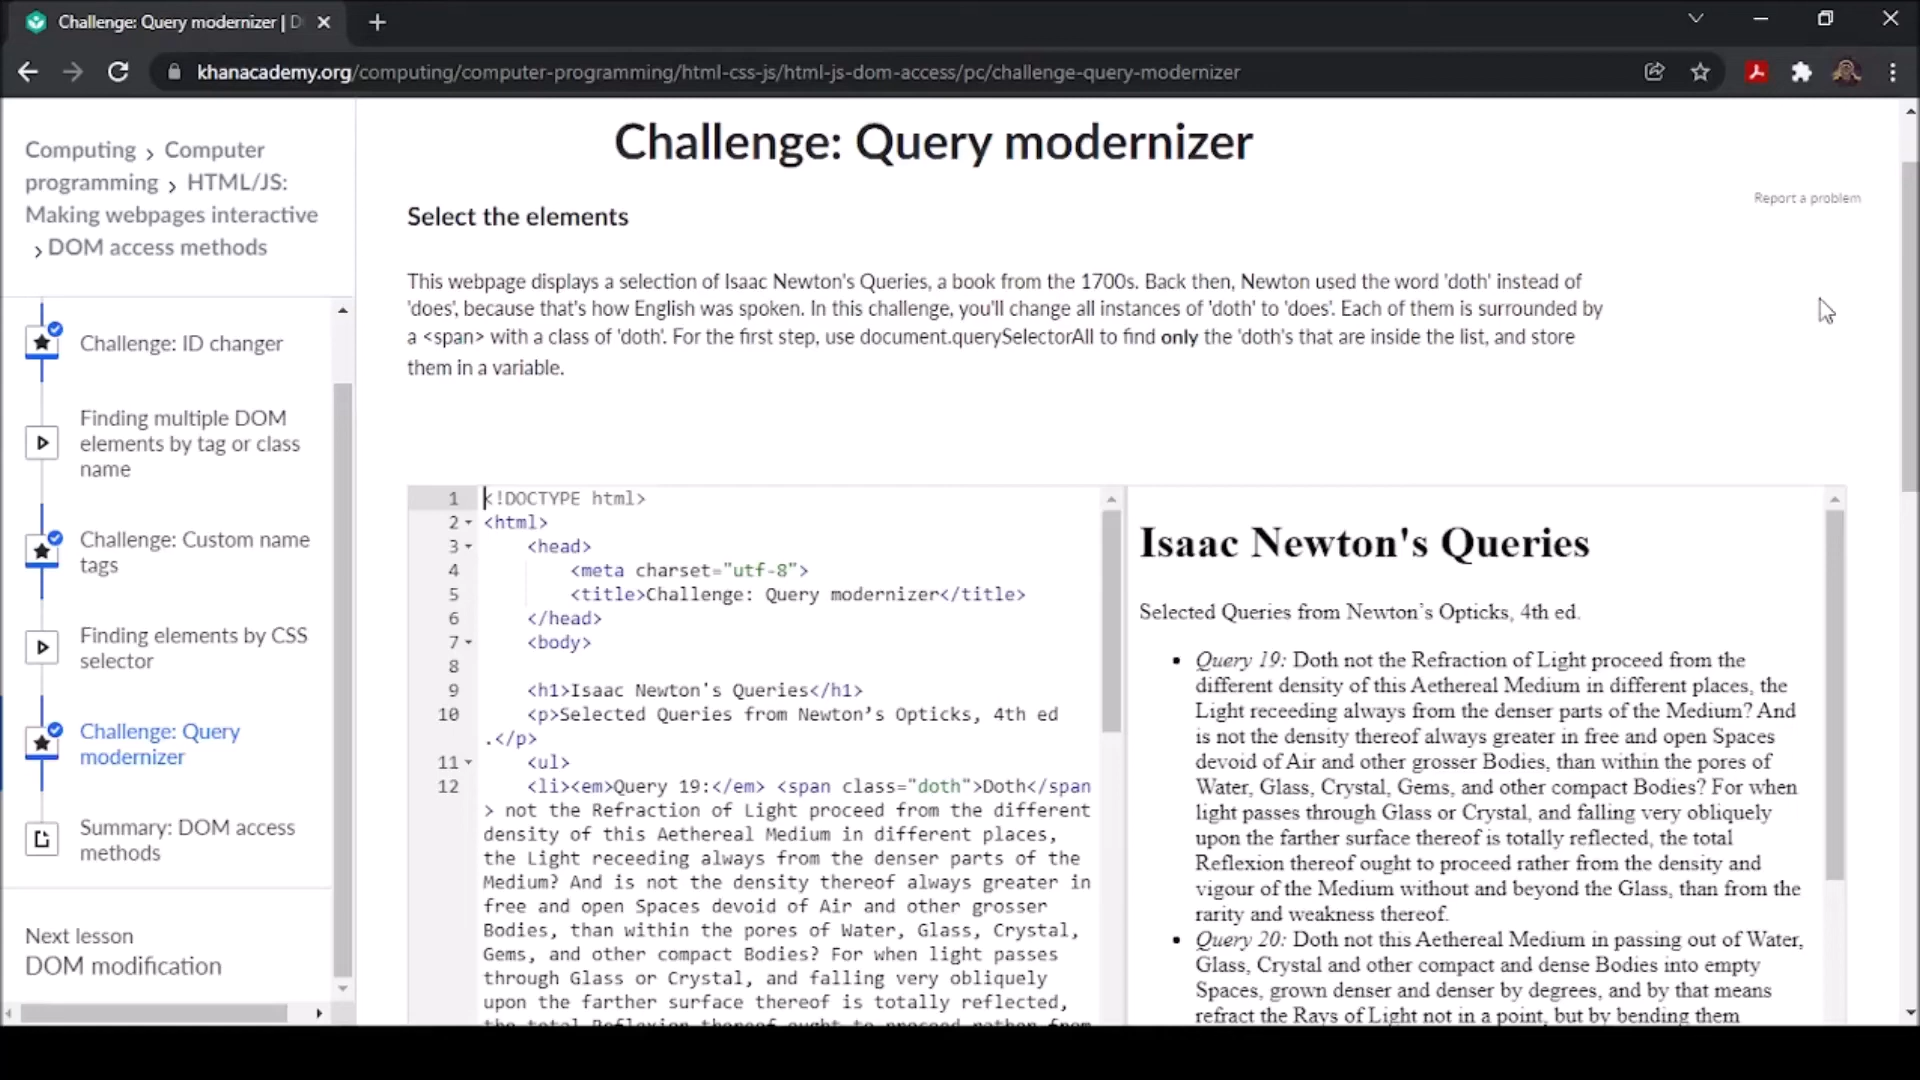 Challenge: Query modernizer | D
khanacademy.org/computing/computer-programming/html-css-js/html-js-dom-access/pc/challenge-query-modernizer
Computing > Computer
programming > HTML/JS:
Making webpages interactive
> DOM access methods
Challenge: ID changer
Finding multiple DOM
elements by tag or class
name
Challenge: Custom name
tags
Finding elements by CSS
selector
Challenge: Query
modernizer
Summary: DOM access
methods
Next lesson
DOM modification
Challenge: Query modernizer
Report a problem
Select the elements
This webpage displays a selection of Isaac Newton's Queries, a book from the 1700s. Back then, Newton used the word 'doth' instead of
'does', because that's how English was spoken. In this challenge, you'll change all instances of 'doth' to 'does'. Each of them is surrounded by
a <span> with a class of 'doth'. For the first step, use document.querySelectorAll to find only the 'doth's that are inside the list, and store
them in a variable.
1 <!DOCTYPE html>
2 <html>
3 <head>
4 <meta charset="utf-8">
5 <title>Challenge: Query modernizer</title>
6 </head>
7 <body>
8
9 <h1>Isaac Newton's Queries</h1>
10 <p>Selected Queries from Newton’s Opticks, 4th ed
.</p>
11 <ul>
12 <li><em>Query 19:</em> <span class="doth">Doth</span
> not the Refraction of Light proceed from the different
density of this Aethereal Medium in different places,
the Light receeding always from the denser parts of the
Medium? And is not the density thereof always greater in
free and open Spaces devoid of Air and other grosser
Bodies, than within the pores of Water, Glass, Crystal,
Gems, and other compact Bodies? For when light passes
through Glass or Crystal, and falling very obliquely
upon the farther surface thereof is totally reflected,
the total Reflexion thereof ought to proceed rather from
Isaac Newton's Queries
Selected Queries from Newton’s Opticks, 4th ed.
• Query 19: Doth not the Refraction of Light proceed from the
different density of this Aethereal Medium in different places, the
Light receeding always from the denser parts of the Medium? And
is not the density thereof always greater in free and open Spaces
devoid of Air and other grosser Bodies, than within the pores of
Water, Glass, Crystal, Gems, and other compact Bodies? For when
light passes through Glass or Crystal, and falling very obliquely
upon the farther surface thereof is totally reflected, the total
Reflexion thereof ought to proceed rather from the density and
vigour of the Medium without and beyond the Glass, than from the
rarity and weakness thereof.
• Query 20: Doth not this Aethereal Medium in passing out of Water,
Glass, Crystal and other compact and dense Bodies into empty
Spaces, grown denser and denser by degrees, and by that means
refract the Rays of Light not in a point, but by bending them